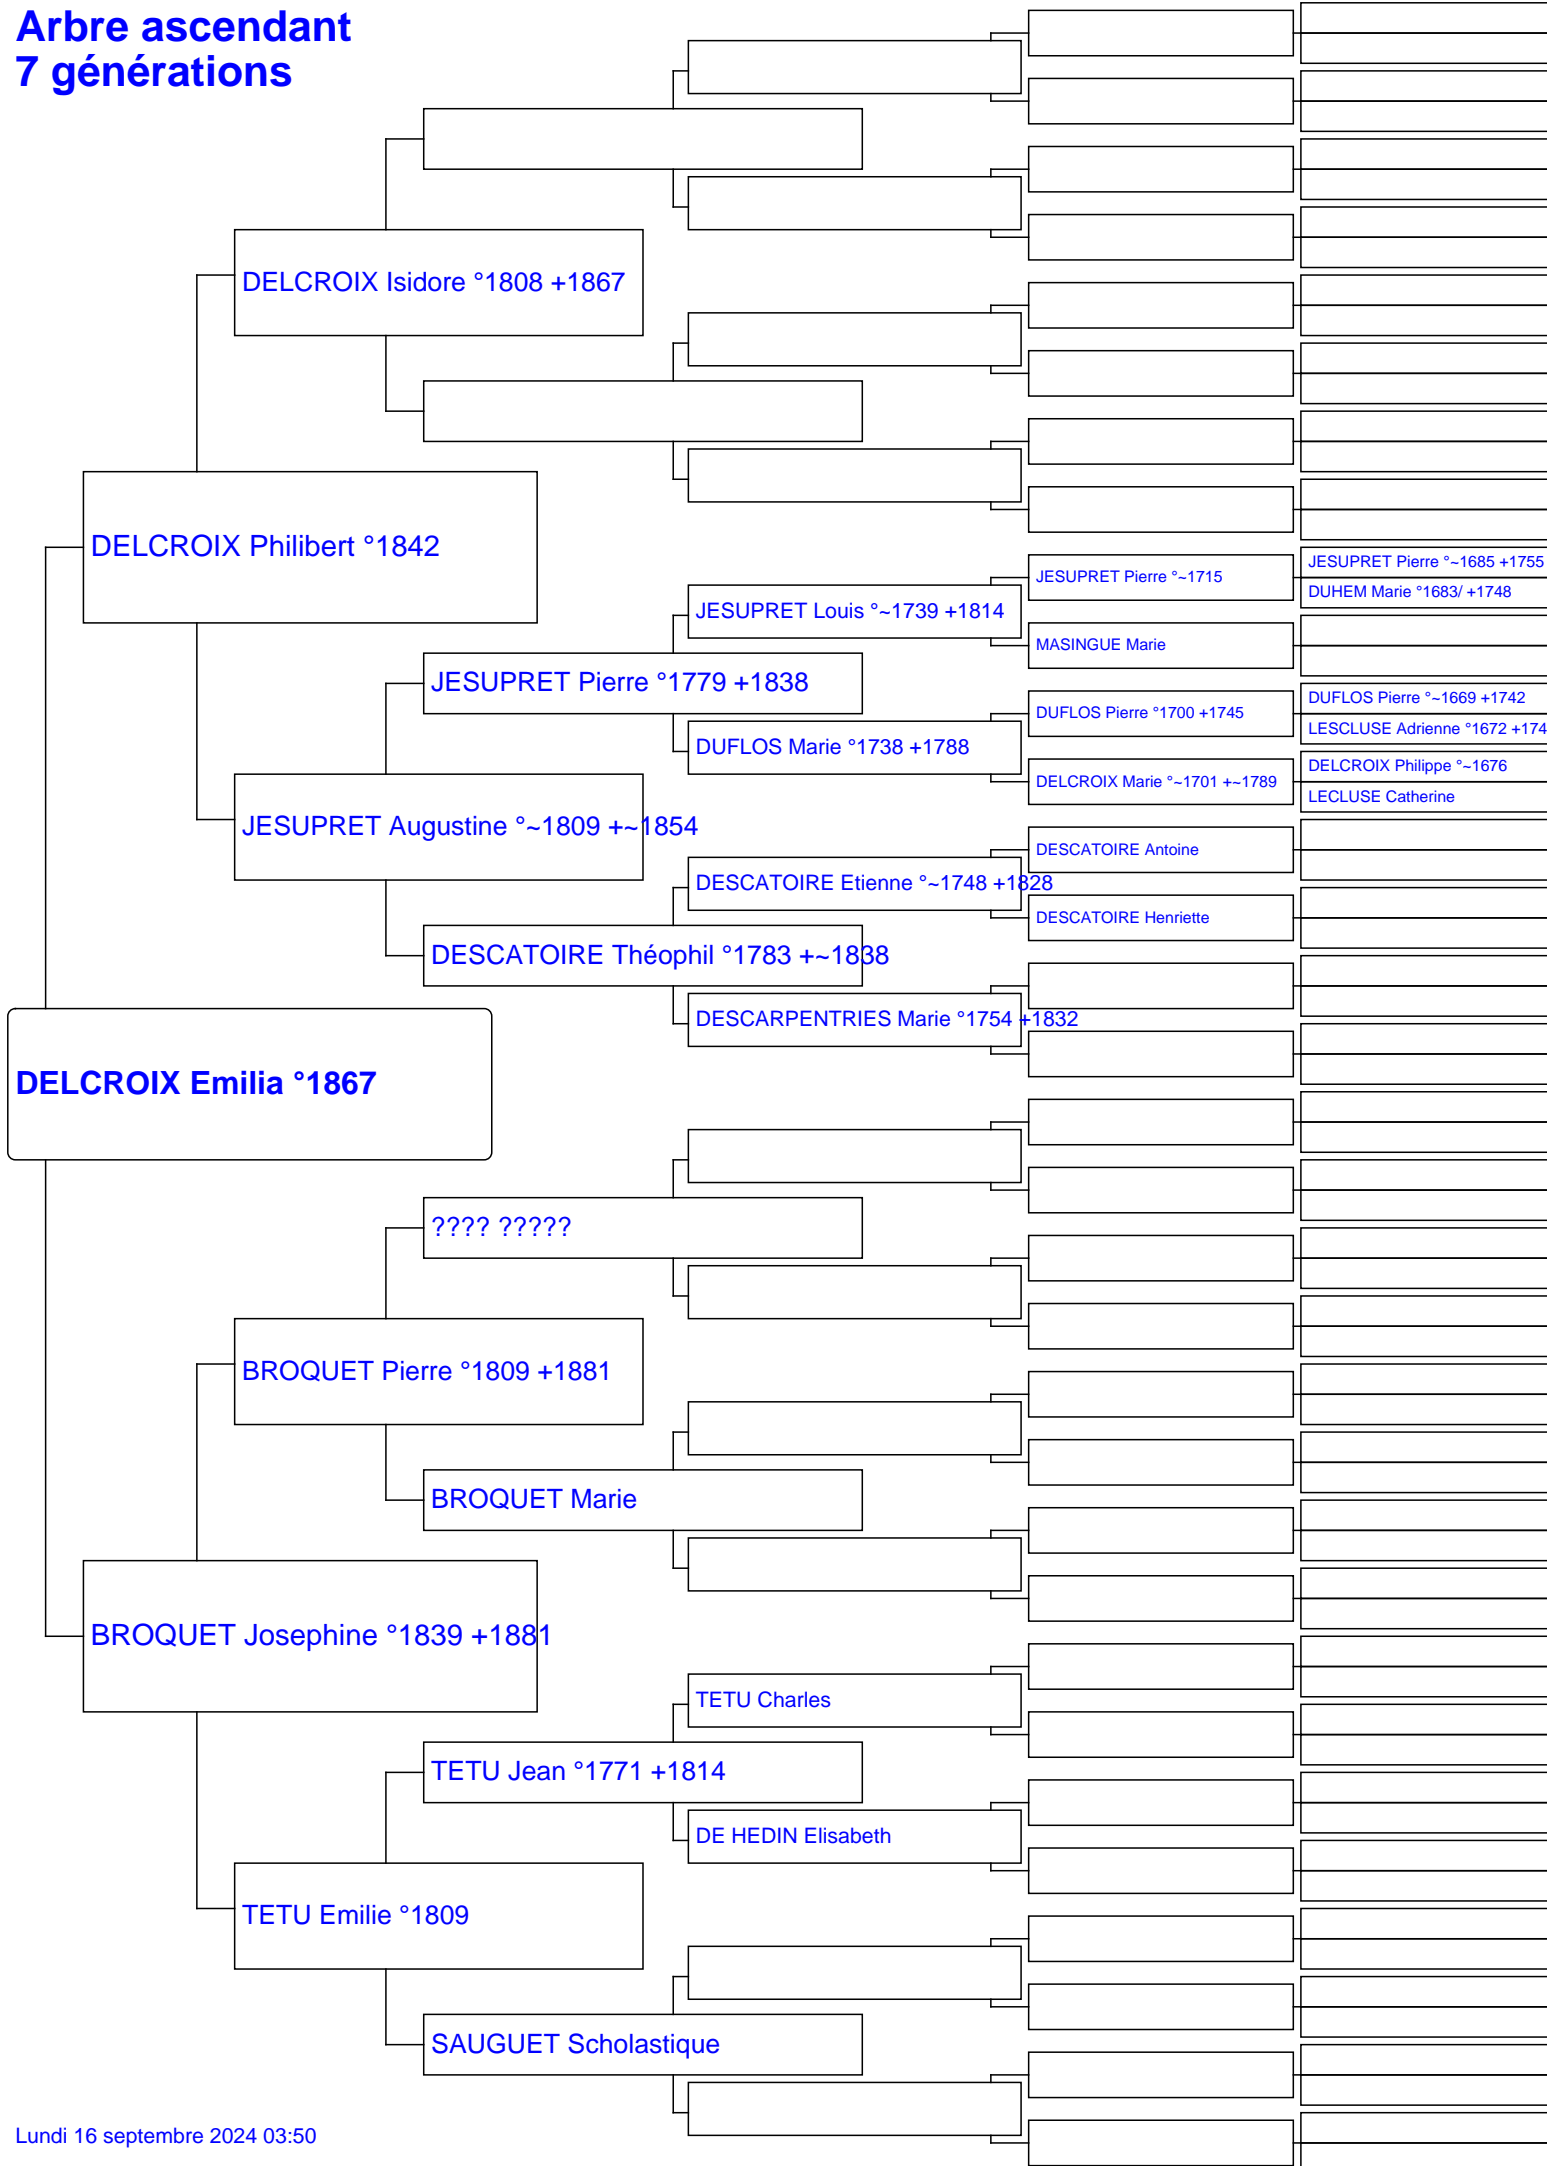 Arbre ascendant
7 générations
DELCROIX Isidore °1808 +1867
DELCROIX Philibert °1842
JESUPRET Pierre °~1685 +1755
JESUPRET Pierre °~1715
DUHEM Marie °1683/ +1748
JESUPRET Louis °~1739 +1814
MASINGUE Marie
JESUPRET Pierre °1779 +1838
DUFLOS Pierre °~1669 +1742
DUFLOS Pierre °1700 +1745
LESCLUSE Adrienne °1672 +174
DUFLOS Marie °1738 +1788
DELCROIX Philippe °~1676
DELCROIX Marie °~1701 +~1789
LECLUSE Catherine
JESUPRET Augustine °~1809 +~1854
DESCATOIRE Antoine
DESCATOIRE Etienne °~1748 +1828
DESCATOIRE Henriette
DESCATOIRE Théophil °1783 +~1838
DESCARPENTRIES Marie °1754 +1832
DELCROIX Emilia °1867
???? ?????
BROQUET Pierre °1809 +1881
BROQUET Marie
BROQUET Josephine °1839 +1881
TETU Charles
TETU Jean °1771 +1814
DE HEDIN Elisabeth
TETU Emilie °1809
SAUGUET Scholastique
Lundi 16 septembre 2024 03:50